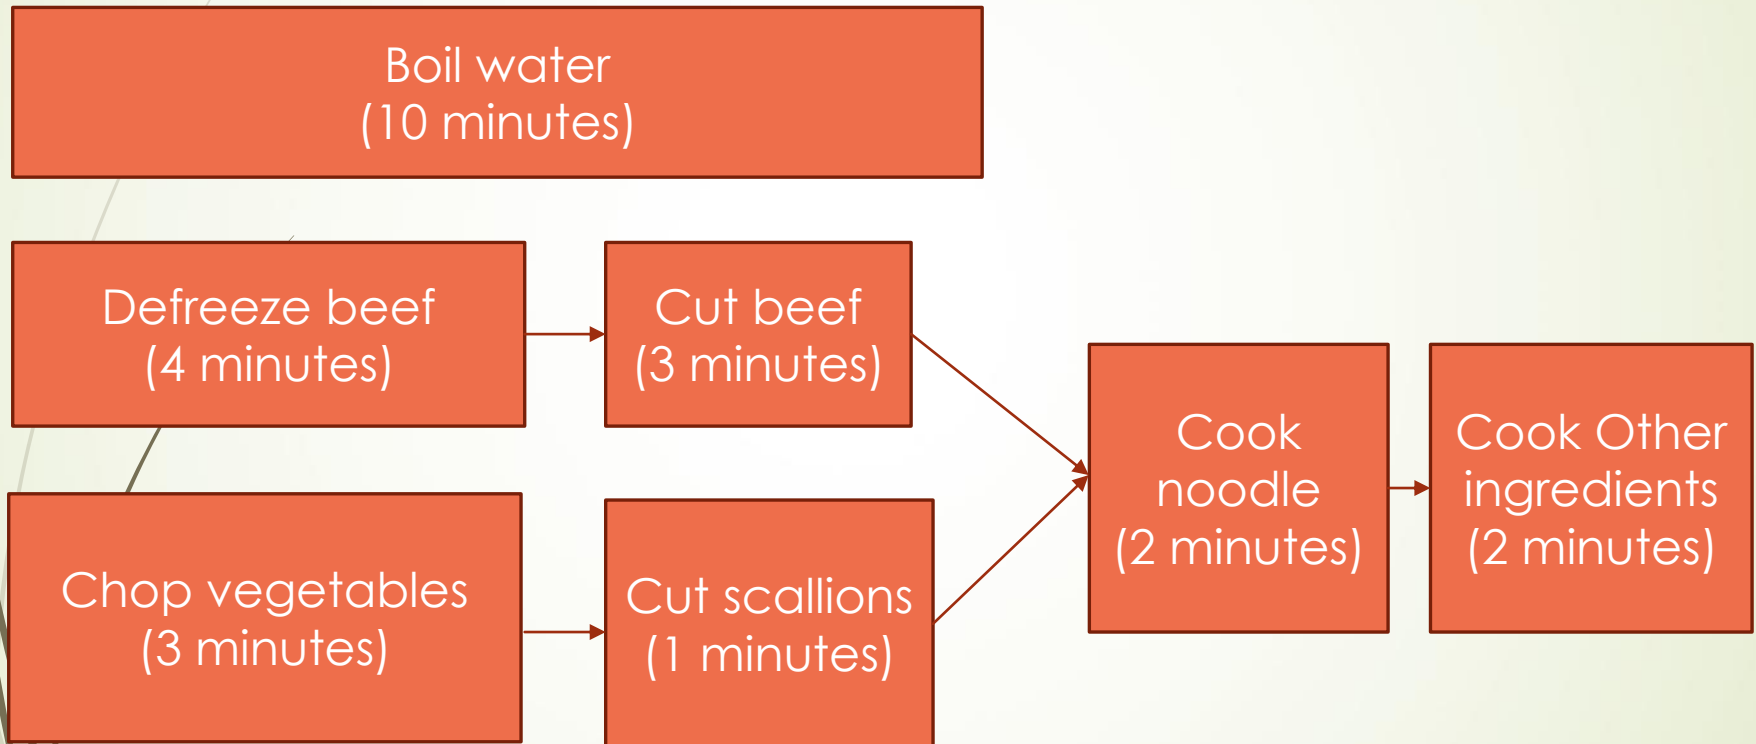 Boil water
(10 minutes)
Defreeze beef
(4 minutes)
Cut beef
(3 minutes)
Chop vegetables
(3 minutes)
Cut scallions
(1 minutes)
Cook
noodle
(2 minutes)
Cook Other
ingredients
(2 minutes)